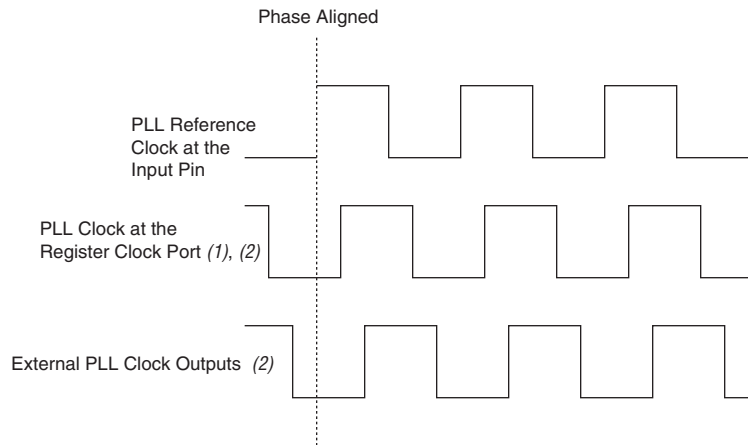 Phase Aligned
PLL Reference
Clock at the
Input Pin
PLL Clock at the
Register Clock Port (1), (2)
External PLL Clock Outputs (2)